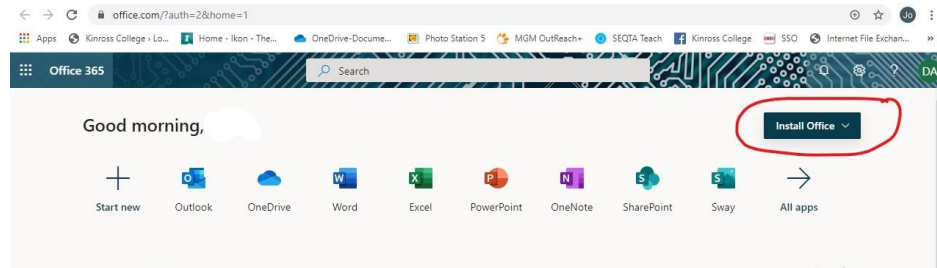 office.com/?auth=2&home=1
Jo
Apps Kinross College › Lo... Home - Ikon - The... OneDrive-Docume... Photo Station 5 MGM OutReach+ SEQTA Teach Kinross College SSO Internet File Exchan... »
Office 365 Search ? DA
Good morning,
Install Office
Start new Outlook OneDrive Word Excel PowerPoint OneNote SharePoint Sway All apps